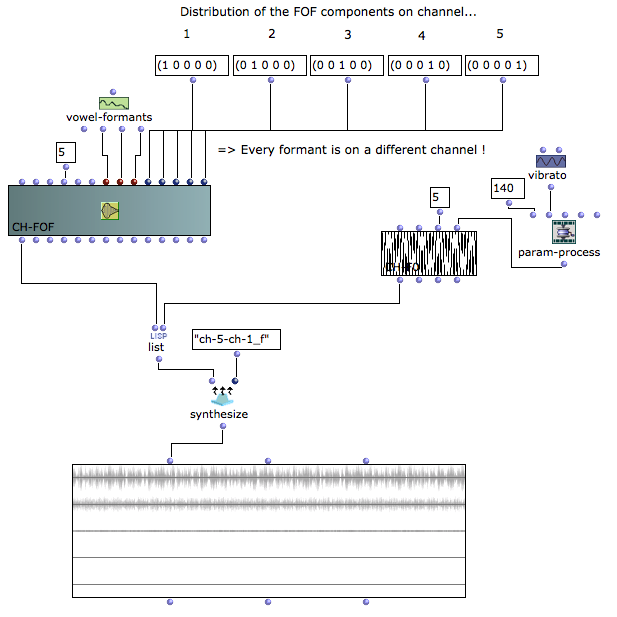 Distribution of the FOF components on channel...
1 2 3 4 5
(1 0 0 0 0) (0 1 0 0 0) (0 0 1 0 0) (0 0 0 1 0) (0 0 0 0 1)
vowel-formants
=> Every formant is on a different channel !
5
vibrato
5
140
CH-FOF
param-process
LISP
list
"ch-5-ch-1_f"
synthesize